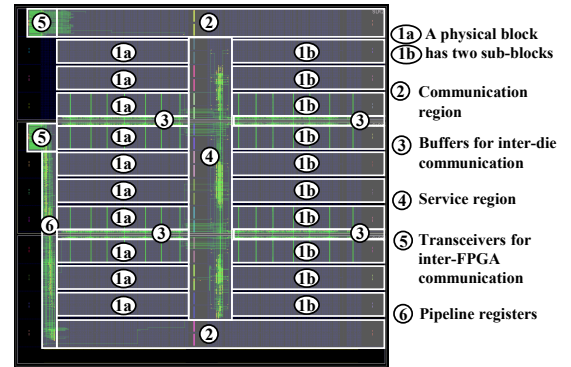 5 2
1a 1b
1a 1b
1a 1b
3 3
5 1a 1b
4
1a 1b
1a 1b
6 1a 1b
3 3
1a 1b
1a 1b
1a 1b
2
1a A physical block
1b has two sub-blocks
2 Communication
region
3 Buffers for inter-die
communication
4 Service region
5 Transceivers for
inter-FPGA
communication
6 Pipeline registers